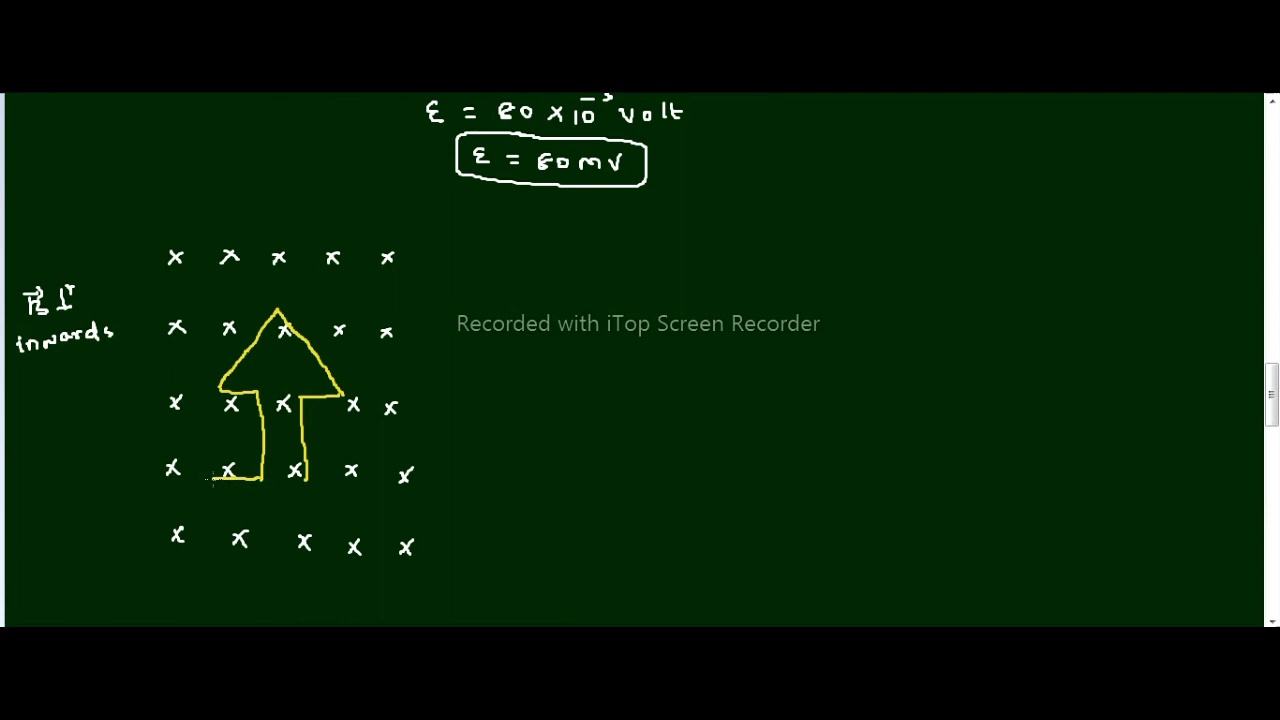 ε = 80 × 10⁻³ volt
ε = 80 mV
x x x x x
B⃗ ⊥r
inwards
x x x x x
Recorded with iTop Screen Recorder
x x x x x
x x x x x
x x x x x